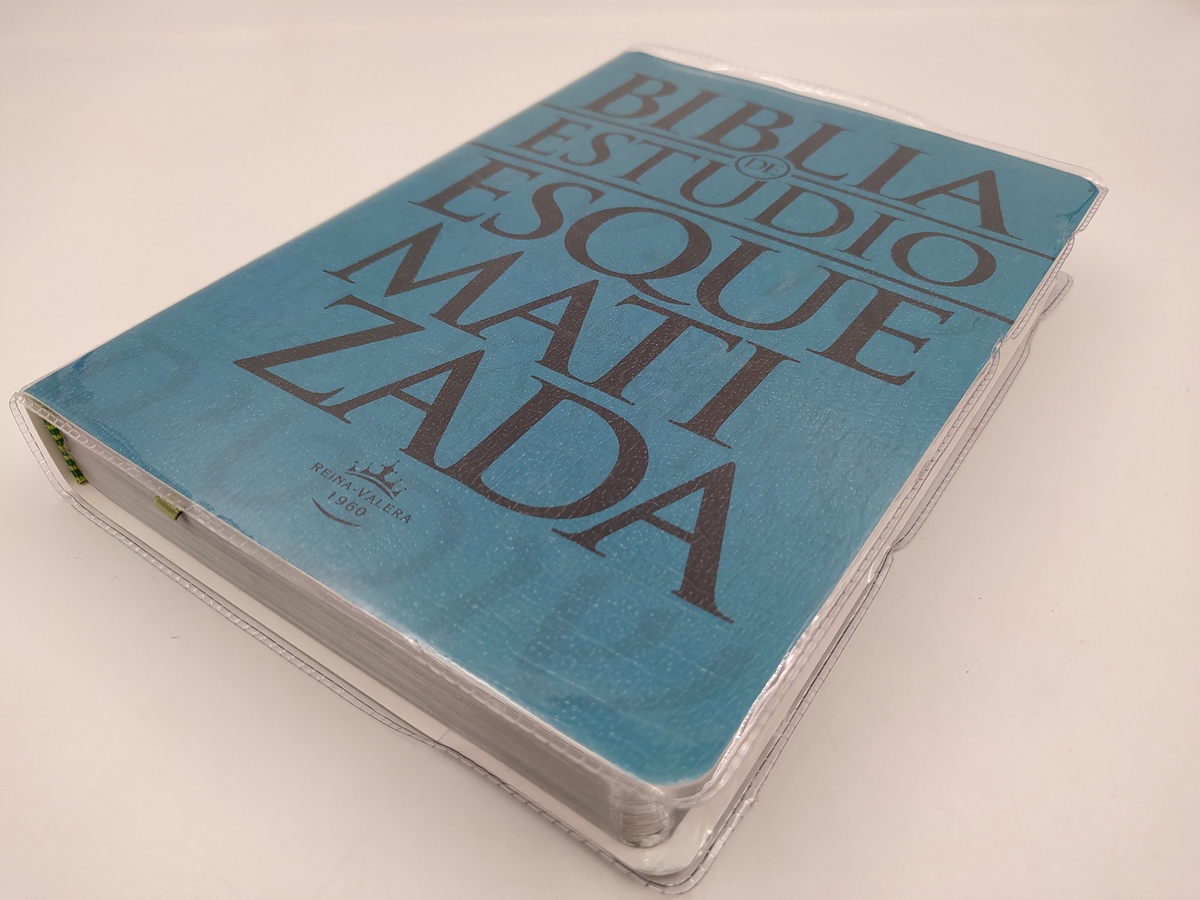 BIBLIA
DE
ESTUDIO
ESQUE
MATI
ZADA
REINA-VALERA
1960